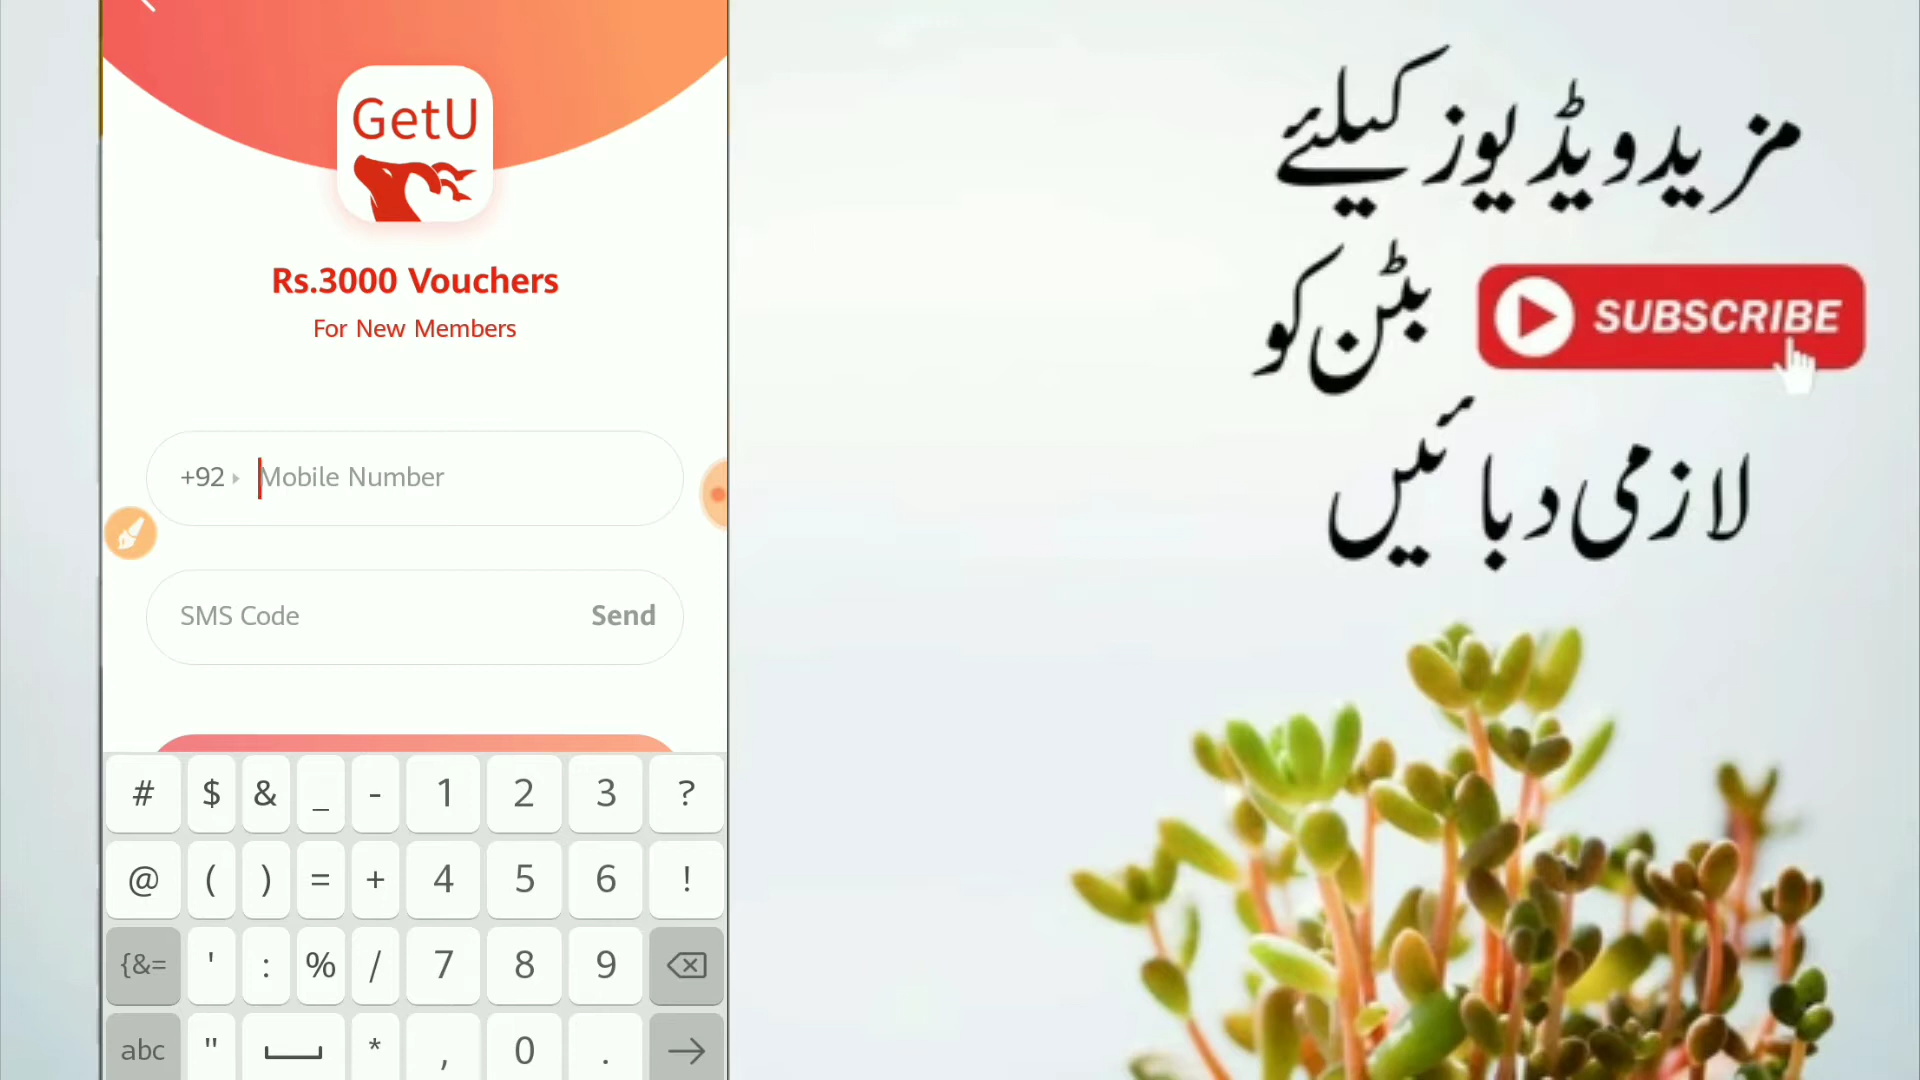 GetU
Rs.3000 Vouchers
For New Members
+92 Mobile Number
SMS Code Send
# $ & _ - 1 2 3 ?
@ ( ) = + 4 5 6 !
{&= ' : % / 7 8 9
abc " * , 0 .
مزید ویڈیوز کیلئے
SUBSCRIBE بٹن کو
لازمی دبائیں